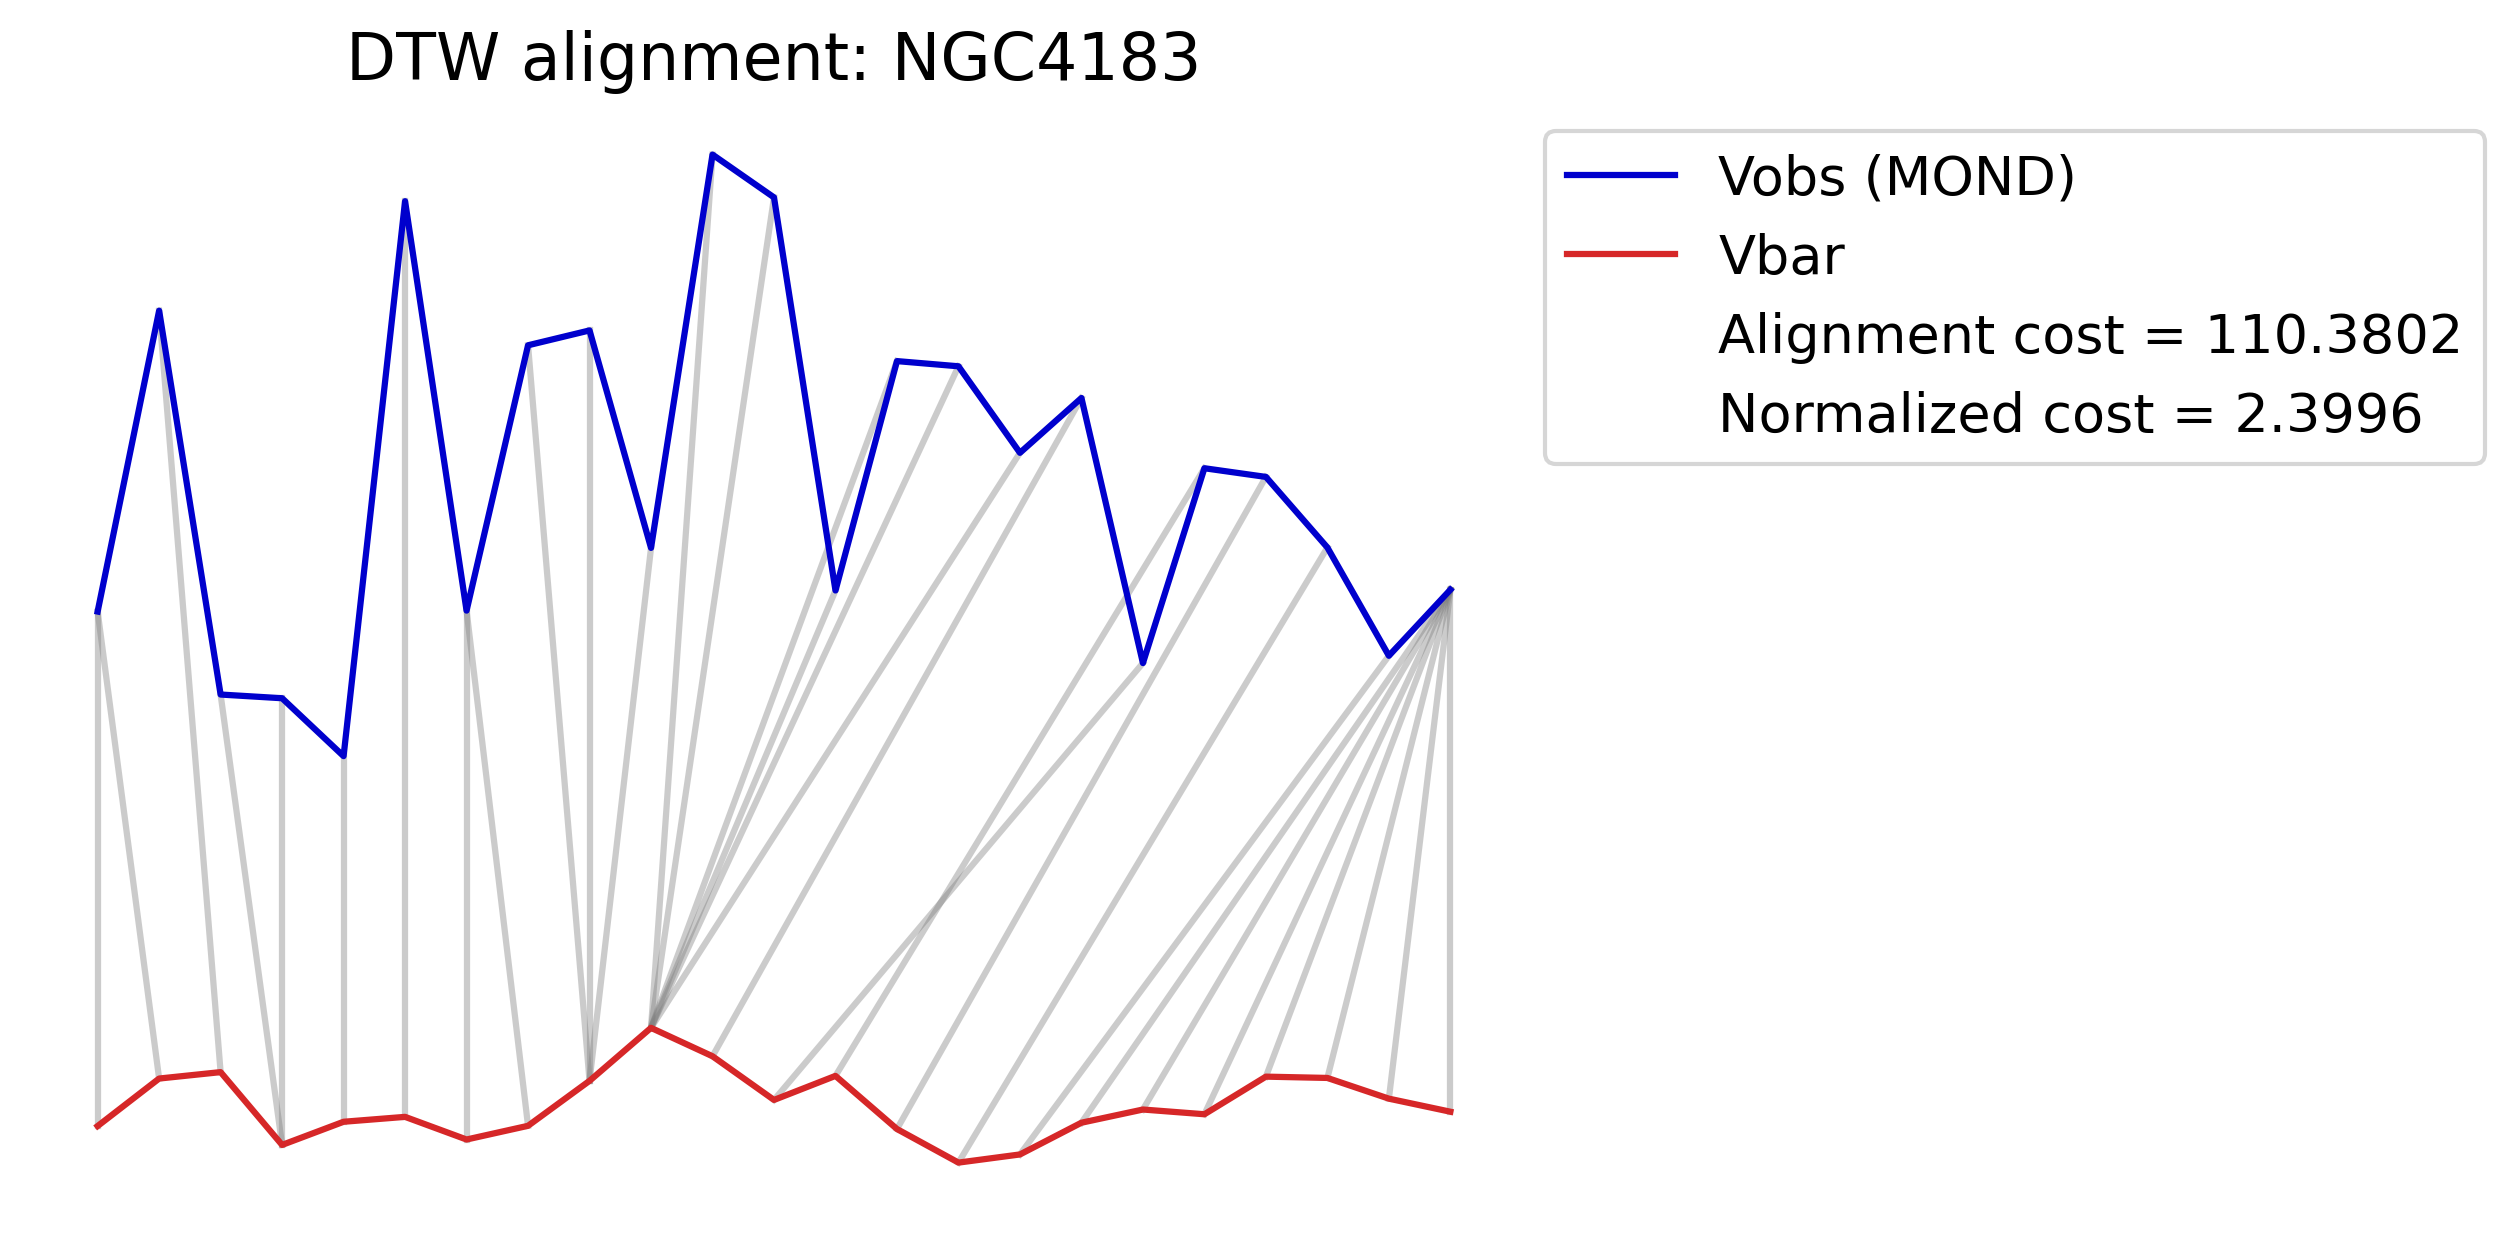 DTW alignment: NGC4183
Vobs (MOND)
Vbar
Alignment cost = 110.3802
Normalized cost = 2.3996